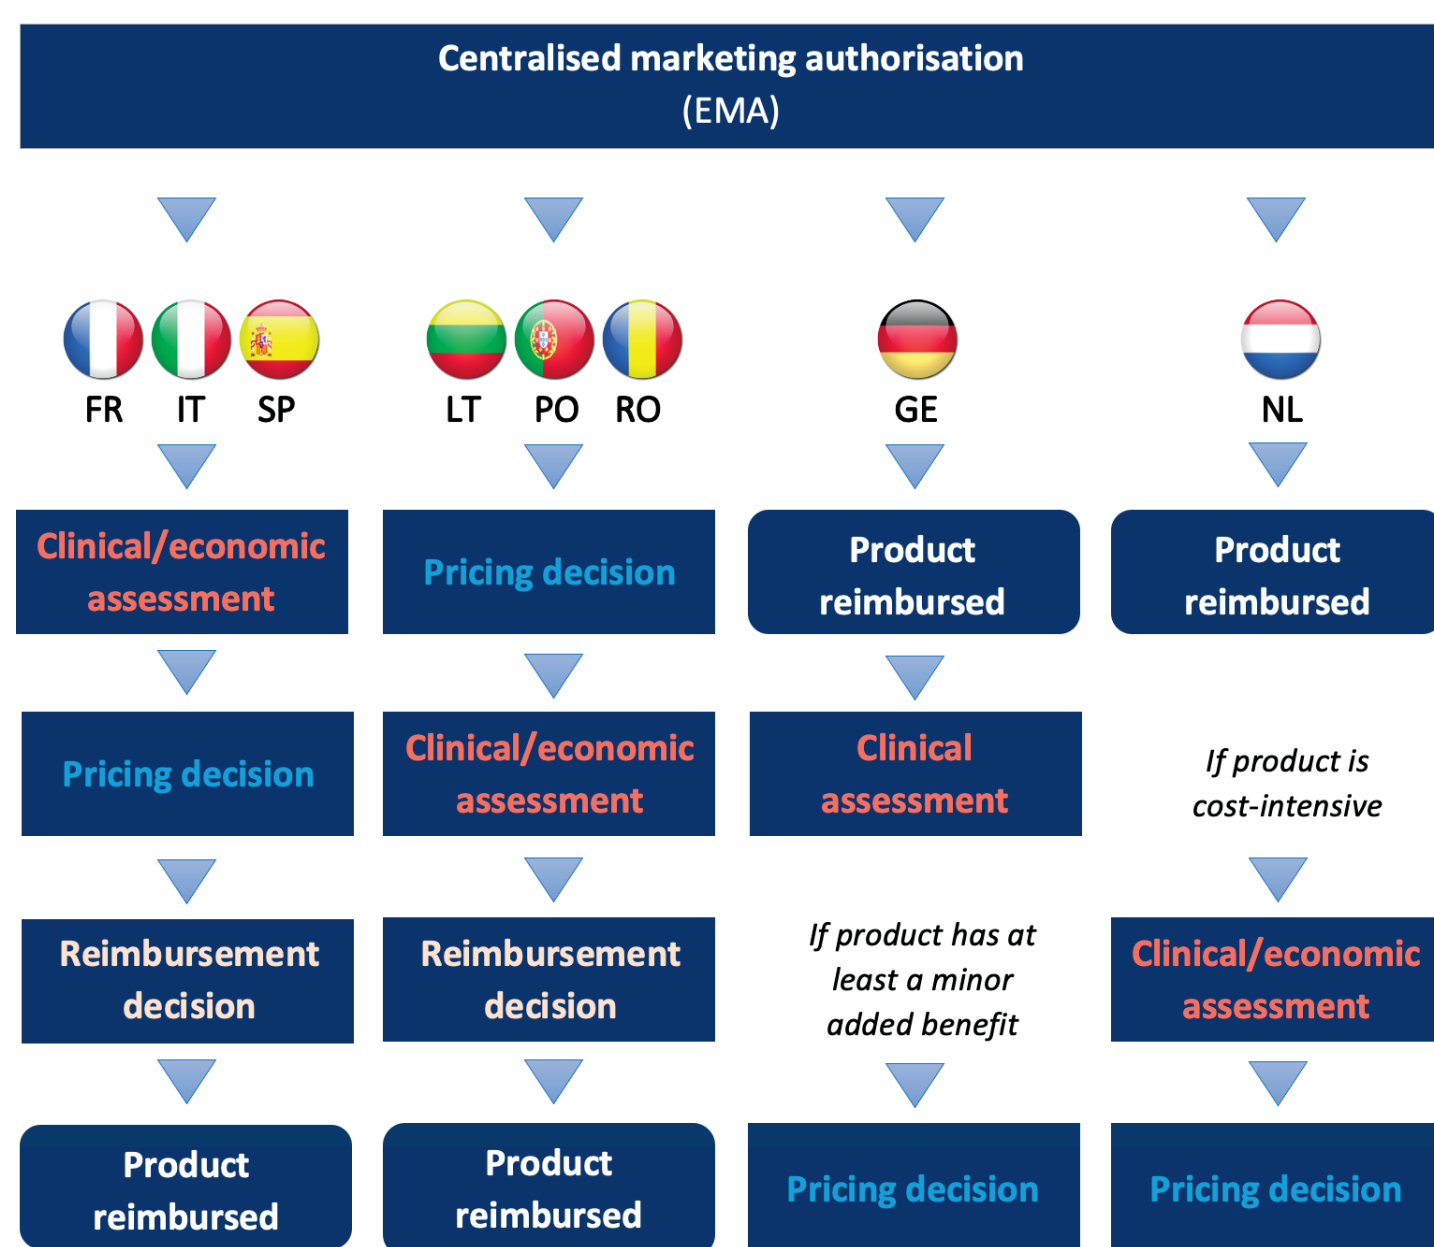 Centralised marketing authorisation
(EMA)
FR IT SP
LT PO RO
GE
NL
Clinical/economic
assessment
Pricing decision
Product
reimbursed
Product
reimbursed
Pricing decision
Clinical/economic
assessment
Clinical
assessment
If product is
cost-intensive
Reimbursement
decision
Reimbursement
decision
If product has at
least a minor
added benefit
Clinical/economic
assessment
Product
reimbursed
Product
reimbursed
Pricing decision
Pricing decision